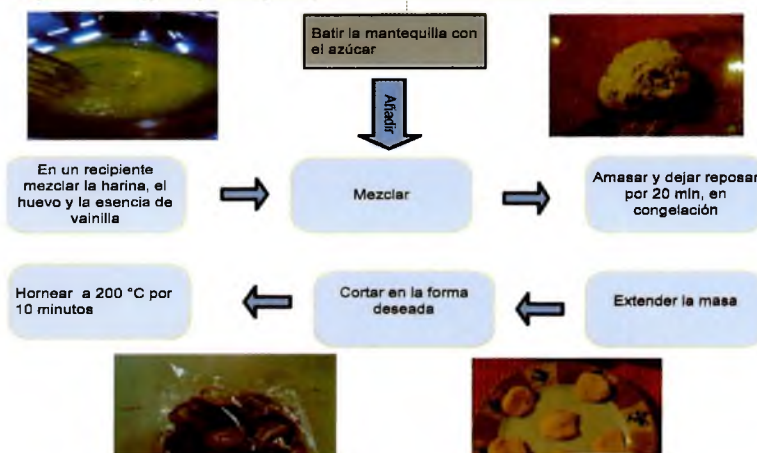 Batir la mantequilla con
el azúcar
Añadir
En un recipiente
mezclar la harina, el
huevo y la esencia de
vainilla
Mezclar
Amasar y dejar reposar
por 20 min, en
congelación
Hornear a 200 °C por
10 minutos
Cortar en la forma
deseada
Extender la masa